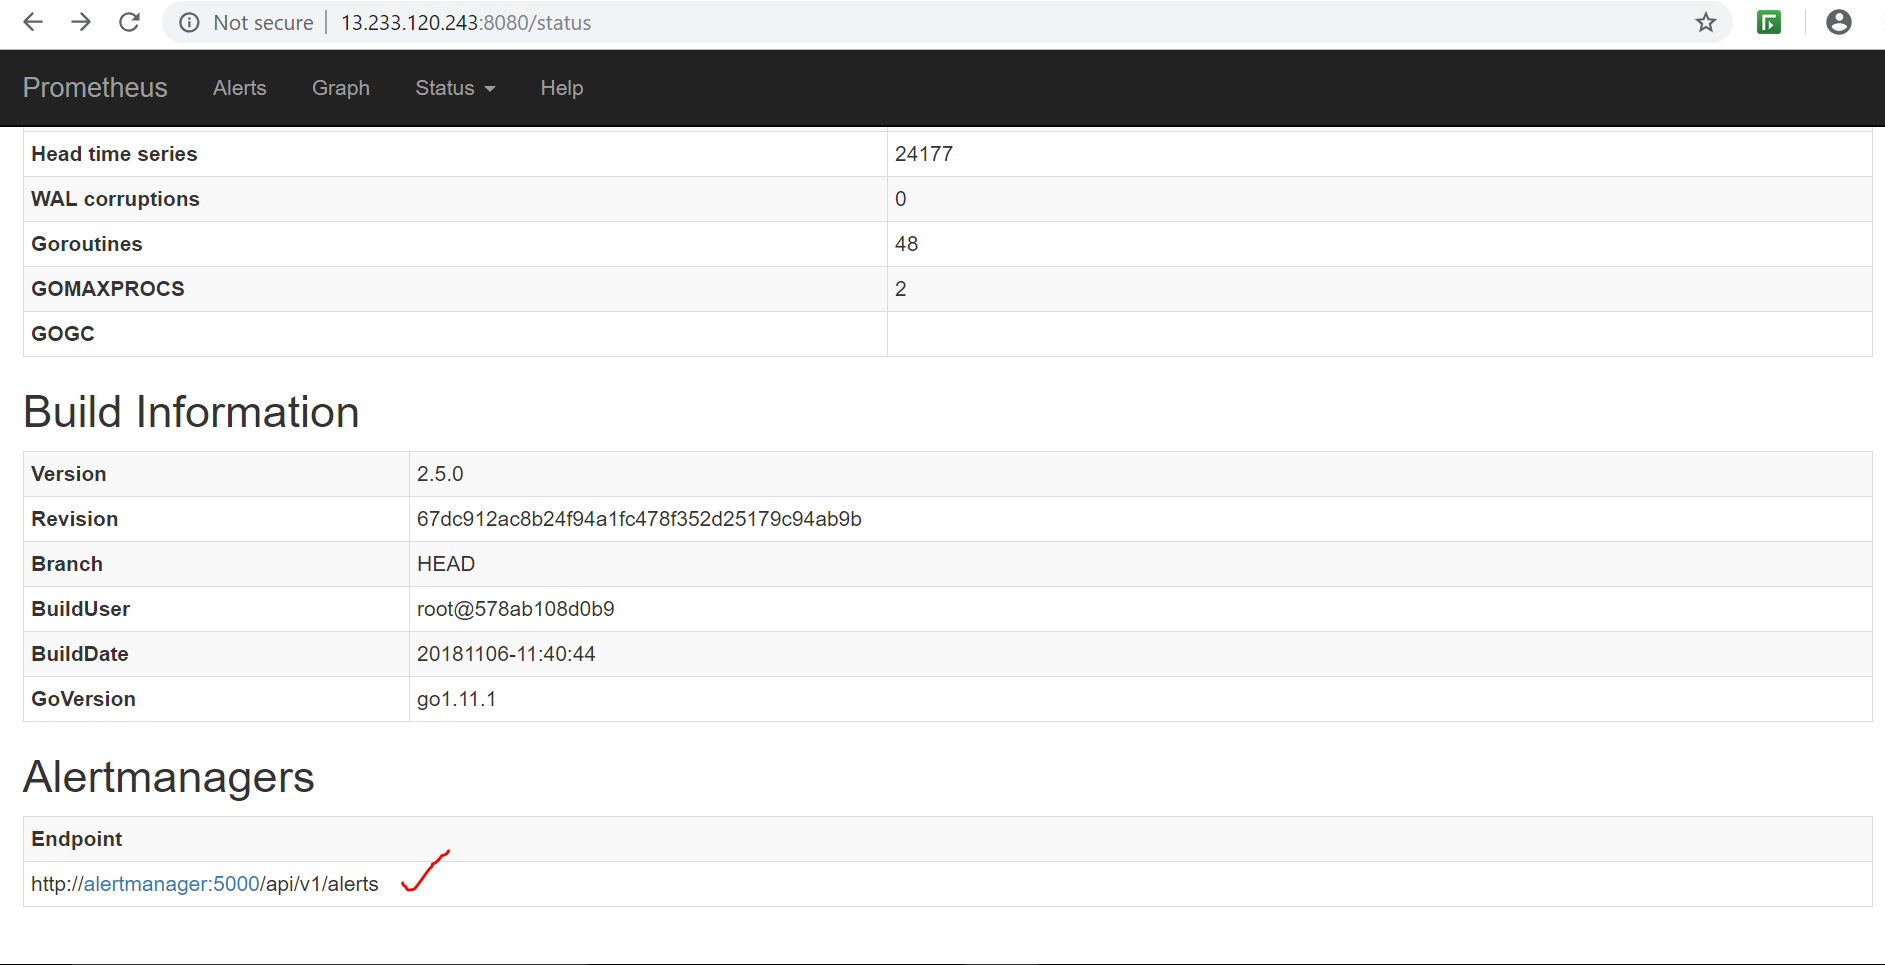 Not secure | 13.233.120.243:8080/status
Prometheus Alerts Graph Status Help
Head time series 24177
WAL corruptions 0
Goroutines 48
GOMAXPROCS 2
GOGC
Build Information
Version 2.5.0
Revision 67dc912ac8b24f94a1fc478f352d25179c94ab9b
Branch HEAD
BuildUser root@578ab108d0b9
BuildDate 20181106-11:40:44
GoVersion go1.11.1
Alertmanagers
Endpoint
http://alertmanager:5000/api/v1/alerts